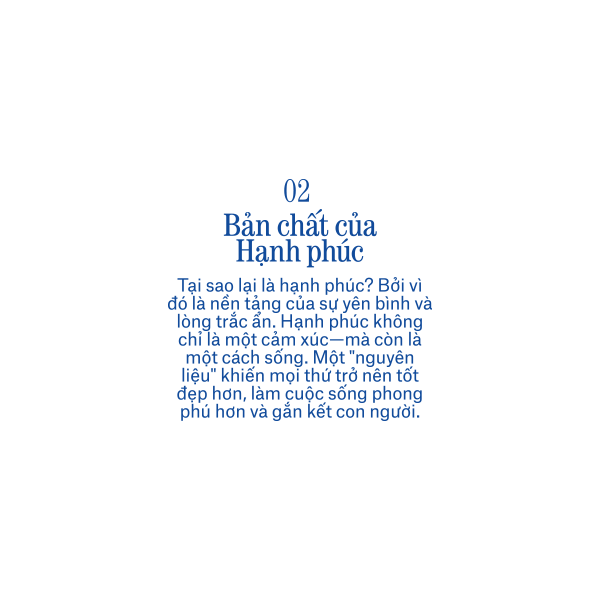 02
Bản chất của
Hạnh phúc
Tại sao lại là hạnh phúc? Bởi vì
đó là nền tảng của sự yên bình và
lòng trắc ẩn. Hạnh phúc không
chỉ là một cảm xúc—mà còn là
một cách sống. Một "nguyên
liệu" khiến mọi thứ trở nên tốt
đẹp hơn, làm cuộc sống phong
phú hơn và gắn kết con người.